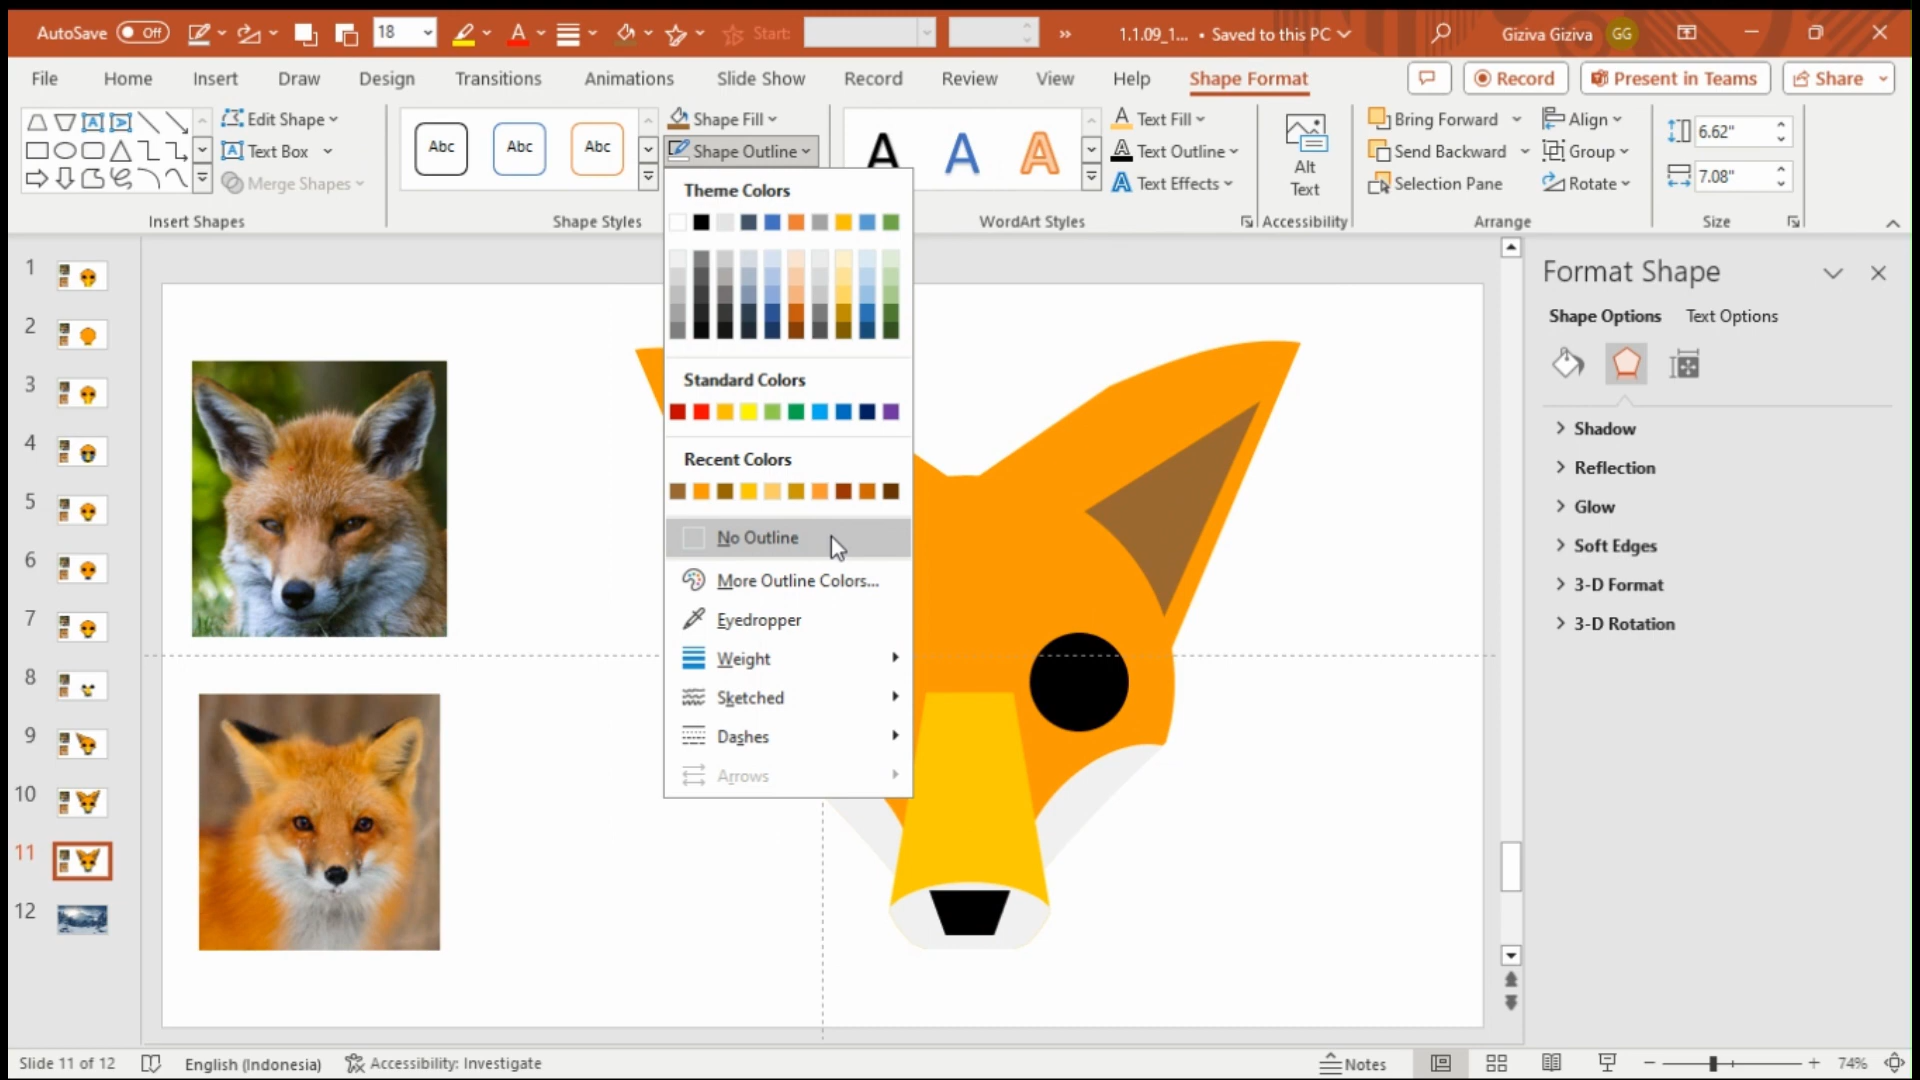 AutoSave Off 18 Start: 1.1.09_1... • Saved to this PC Giziva Giziva GG
File Home Insert Draw Design Transitions Animations Slide Show Record Review View Help Shape Format Record Present in Teams Share
Edit Shape
Text Box
Merge Shapes
Insert Shapes
Abc Abc Abc
Shape Fill
Shape Outline
Shape Styles
A A A
Text Fill
Text Outline
Text Effects
WordArt Styles
Alt
Text
Accessibility
Bring Forward
Send Backward
Selection Pane
Align
Group
Rotate
Arrange
6.62"
7.08"
Size
Theme Colors
Standard Colors
Recent Colors
No Outline
More Outline Colors...
Eyedropper
Weight
Sketched
Dashes
Arrows
1
2
3
4
5
6
7
8
9
10
11
12
Format Shape
Shape Options Text Options
Shadow
Reflection
Glow
Soft Edges
3-D Format
3-D Rotation
Slide 11 of 12 English (Indonesia) Accessibility: Investigate Notes 74%